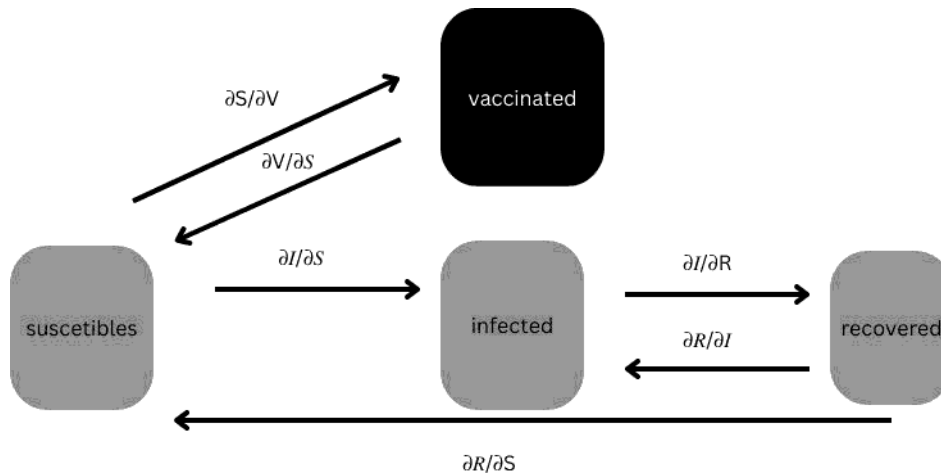 ∂S/∂V
vaccinated
∂V/∂S
∂I/∂S
∂I/∂R
suscetibles
infected
recovered
∂R/∂I
∂R/∂S